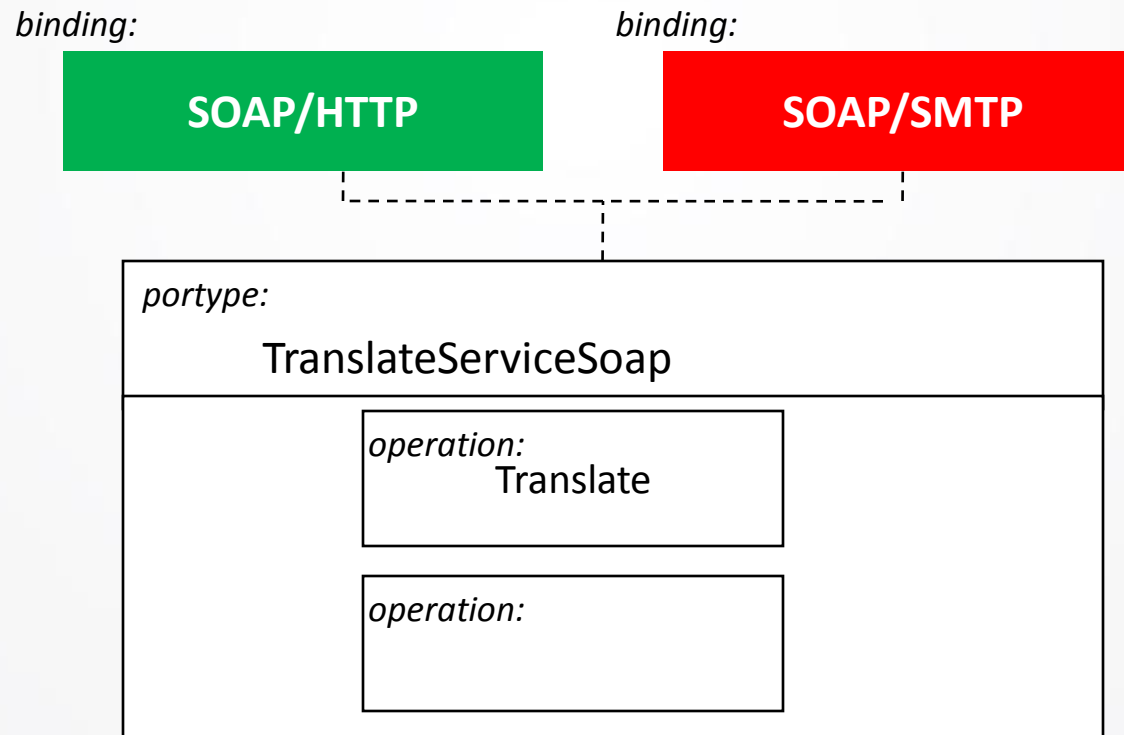 binding:
binding:
SOAP/HTTP
SOAP/SMTP
portype:
TranslateServiceSoap
operation:
Translate
operation: